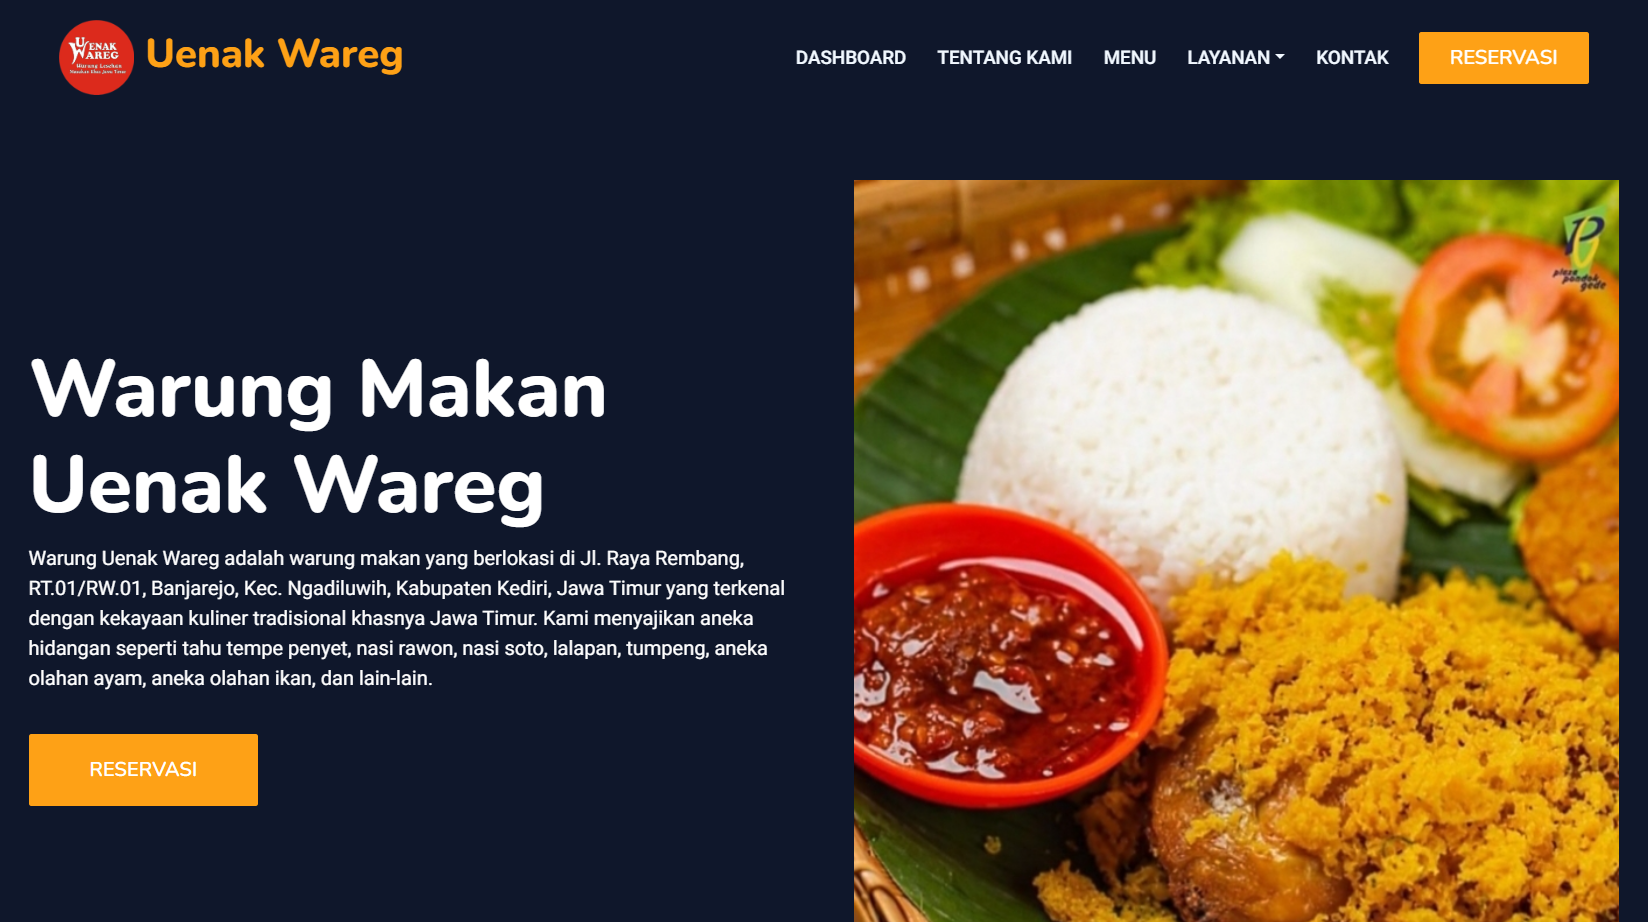 UENAK
WAREG
Warung Lesehan
Masakan Khas Jawa Timur
Uenak Wareg
DASHBOARD
TENTANG KAMI
MENU
LAYANAN
KONTAK
RESERVASI
plaza
pondok
gede
Warung Makan
Uenak Wareg
Warung Uenak Wareg adalah warung makan yang berlokasi di Jl. Raya Rembang,
RT.01/RW.01, Banjarejo, Kec. Ngadiluwih, Kabupaten Kediri, Jawa Timur yang terkenal
dengan kekayaan kuliner tradisional khasnya Jawa Timur. Kami menyajikan aneka
hidangan seperti tahu tempe penyet, nasi rawon, nasi soto, lalapan, tumpeng, aneka
olahan ayam, aneka olahan ikan, dan lain-lain.
RESERVASI